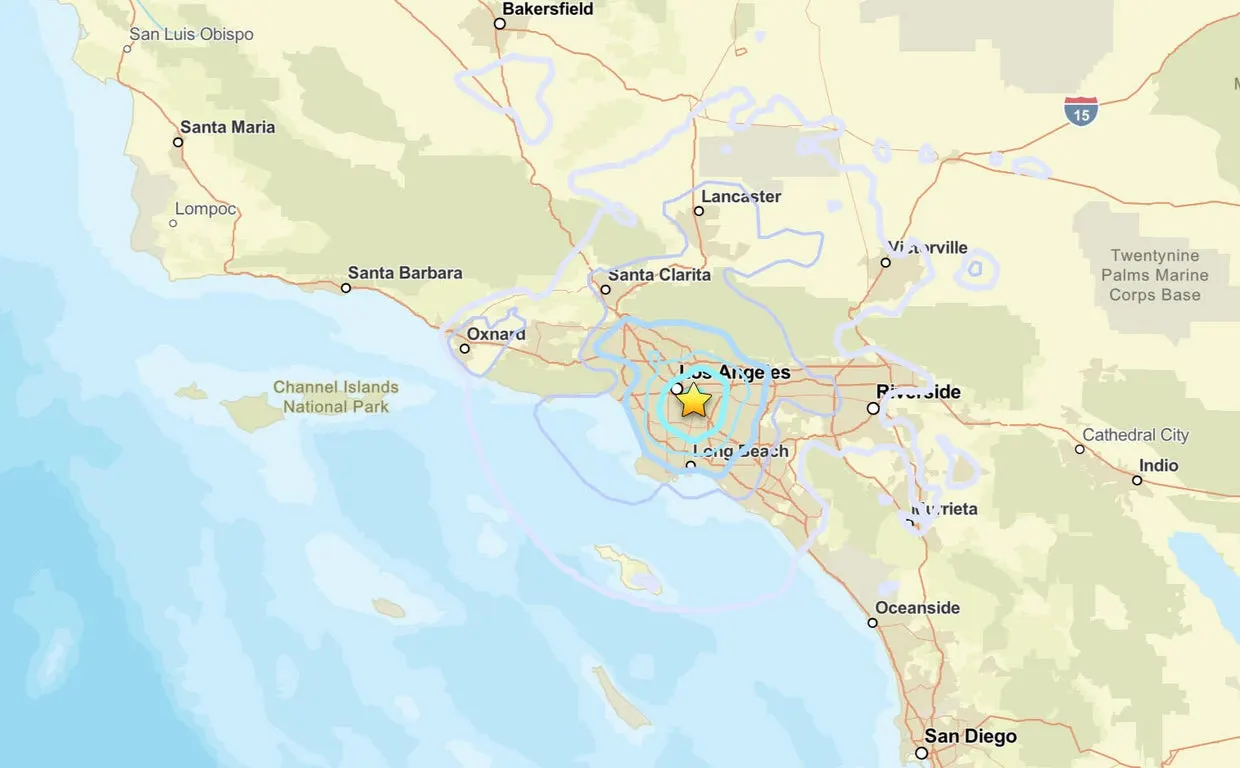 Bakersfield
San Luis Obispo
15
Santa Maria
Lancaster
Lompoc
Victorville
Twentynine
Palms Marine
Corps Base
Santa Barbara
Santa Clarita
Oxnard
Los Angeles
Channel Islands
National Park
Riverside
Cathedral City
Long Beach
Indio
Murrieta
Oceanside
San Diego